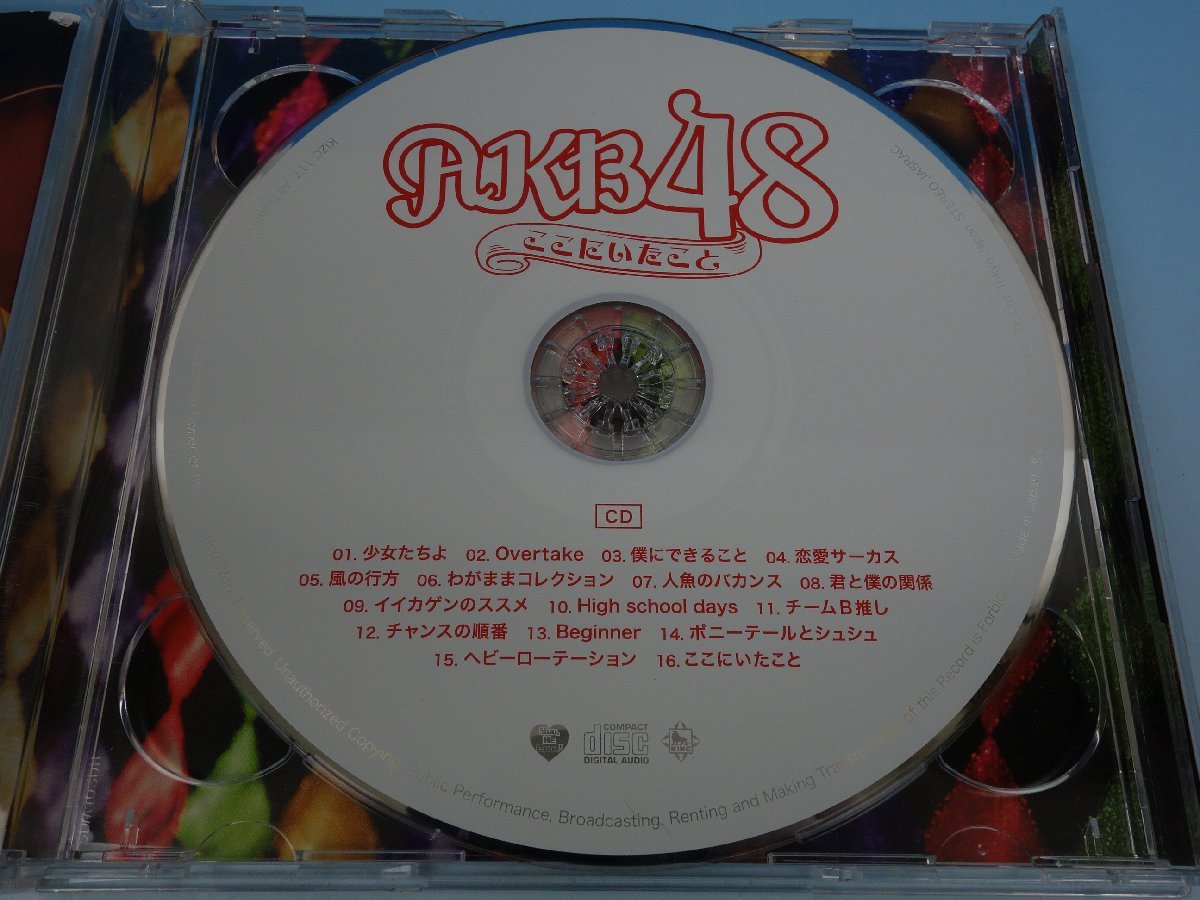 AKB48
ここにいたこと
KIZC 117
STEREO JASRAC
CD
01. 少女たちよ 02. Overtake 03. 僕にできること 04. 恋愛サーカス
05. 風の行方 06. わがままコレクション 07. 人魚のバカンス 08. 君と僕の関係
09. イイカゲンのススメ 10. High school days 11. チームB推し
12. チャンスの順番 13. Beginner 14. ポニーテールとシュシュ
15. ヘビーローテーション 16. ここにいたこと
COMPACT
disc
DIGITAL AUDIO
KING
Reserved. Unauthorized Copying, Public Performance, Broadcasting, Renting and Making of this Record is